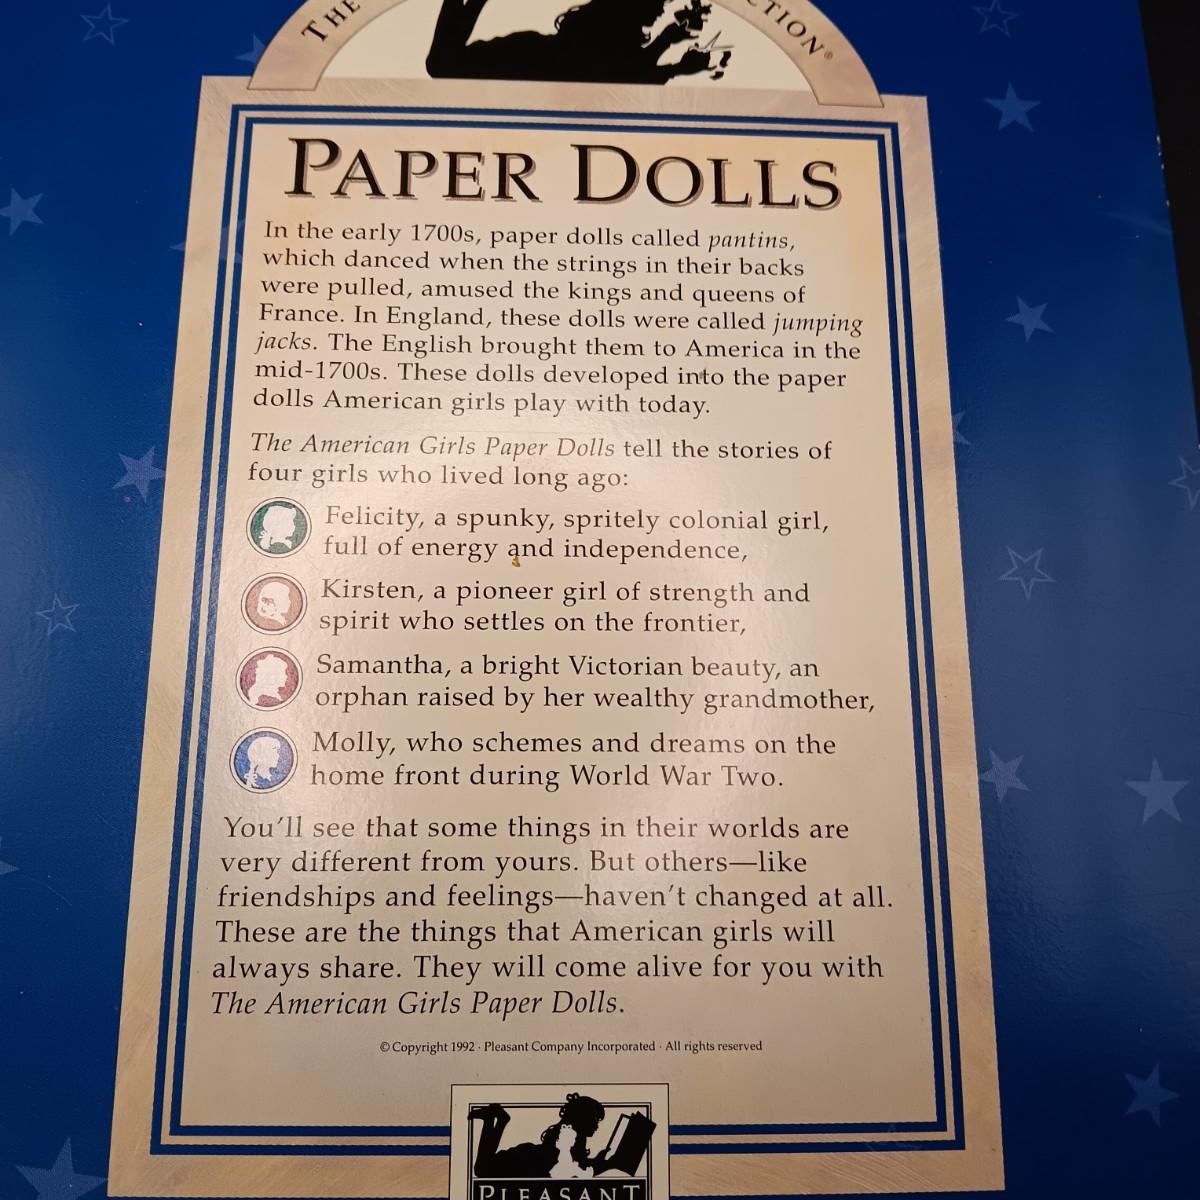 THE
CTION®
PAPER DOLLS
In the early 1700s, paper dolls called pantins,
which danced when the strings in their backs
were pulled, amused the kings and queens of
France. In England, these dolls were called jumping
jacks. The English brought them to America in the
mid-1700s. These dolls developed into the paper
dolls American girls play with today.
The American Girls Paper Dolls tell the stories of
four girls who lived long ago:
Felicity, a spunky, spritely colonial girl,
full of energy and independence,
Kirsten, a pioneer girl of strength and
spirit who settles on the frontier,
Samantha, a bright Victorian beauty, an
orphan raised by her wealthy grandmother,
Molly, who schemes and dreams on the
home front during World War Two.
You'll see that some things in their worlds are
very different from yours. But others—like
friendships and feelings—haven't changed at all.
These are the things that American girls will
always share. They will come alive for you with
The American Girls Paper Dolls.
© Copyright 1992 · Pleasant Company Incorporated · All rights reserved
PLEASANT